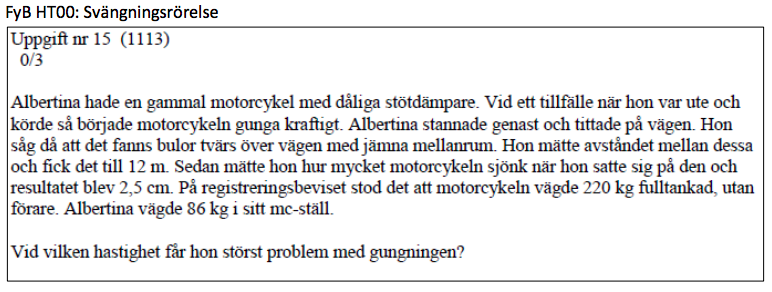 FyB HT00: Svängningsrörelse
Uppgift nr 15 (1113)
0/3
Albertina hade en gammal motorcykel med dåliga stötdämpare. Vid ett tillfälle när hon var ute och
körde så började motorcykeln gunga kraftigt. Albertina stannade genast och tittade på vägen. Hon
såg då att det fanns bulor tvärs över vägen med jämna mellanrum. Hon mätte avståndet mellan dessa
och fick det till 12 m. Sedan mätte hon hur mycket motorcykeln sjönk när hon satte sig på den och
resultatet blev 2,5 cm. På registreringsbeviset stod det att motorcykeln vägde 220 kg fulltankad, utan
förare. Albertina vägde 86 kg i sitt mc-ställ.
Vid vilken hastighet får hon störst problem med gungningen?